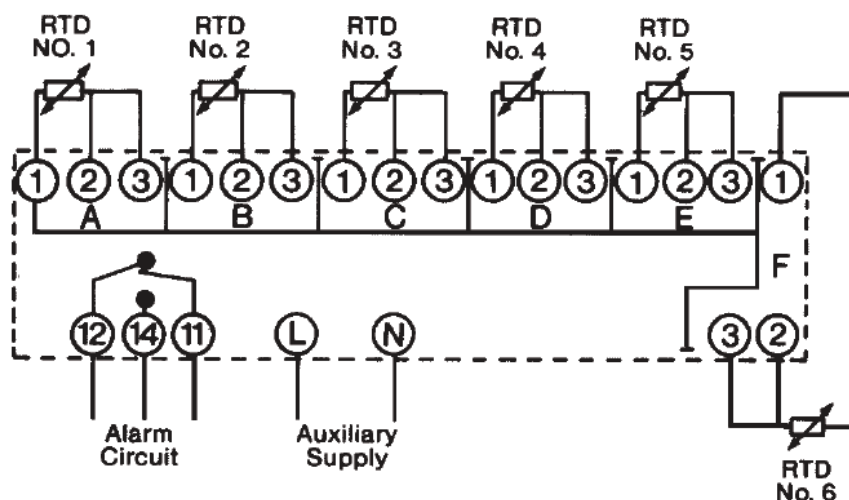 RTD
NO. 1
RTD
No. 2
RTD
No. 3
RTD
No. 4
RTD
No. 5
1 2 3 1 2 3 1 2 3 1 2 3 1 2 3 1
A B C D E
F
12 14 11 L N 3 2
Alarm
Circuit
Auxiliary
Supply
RTD
No. 6